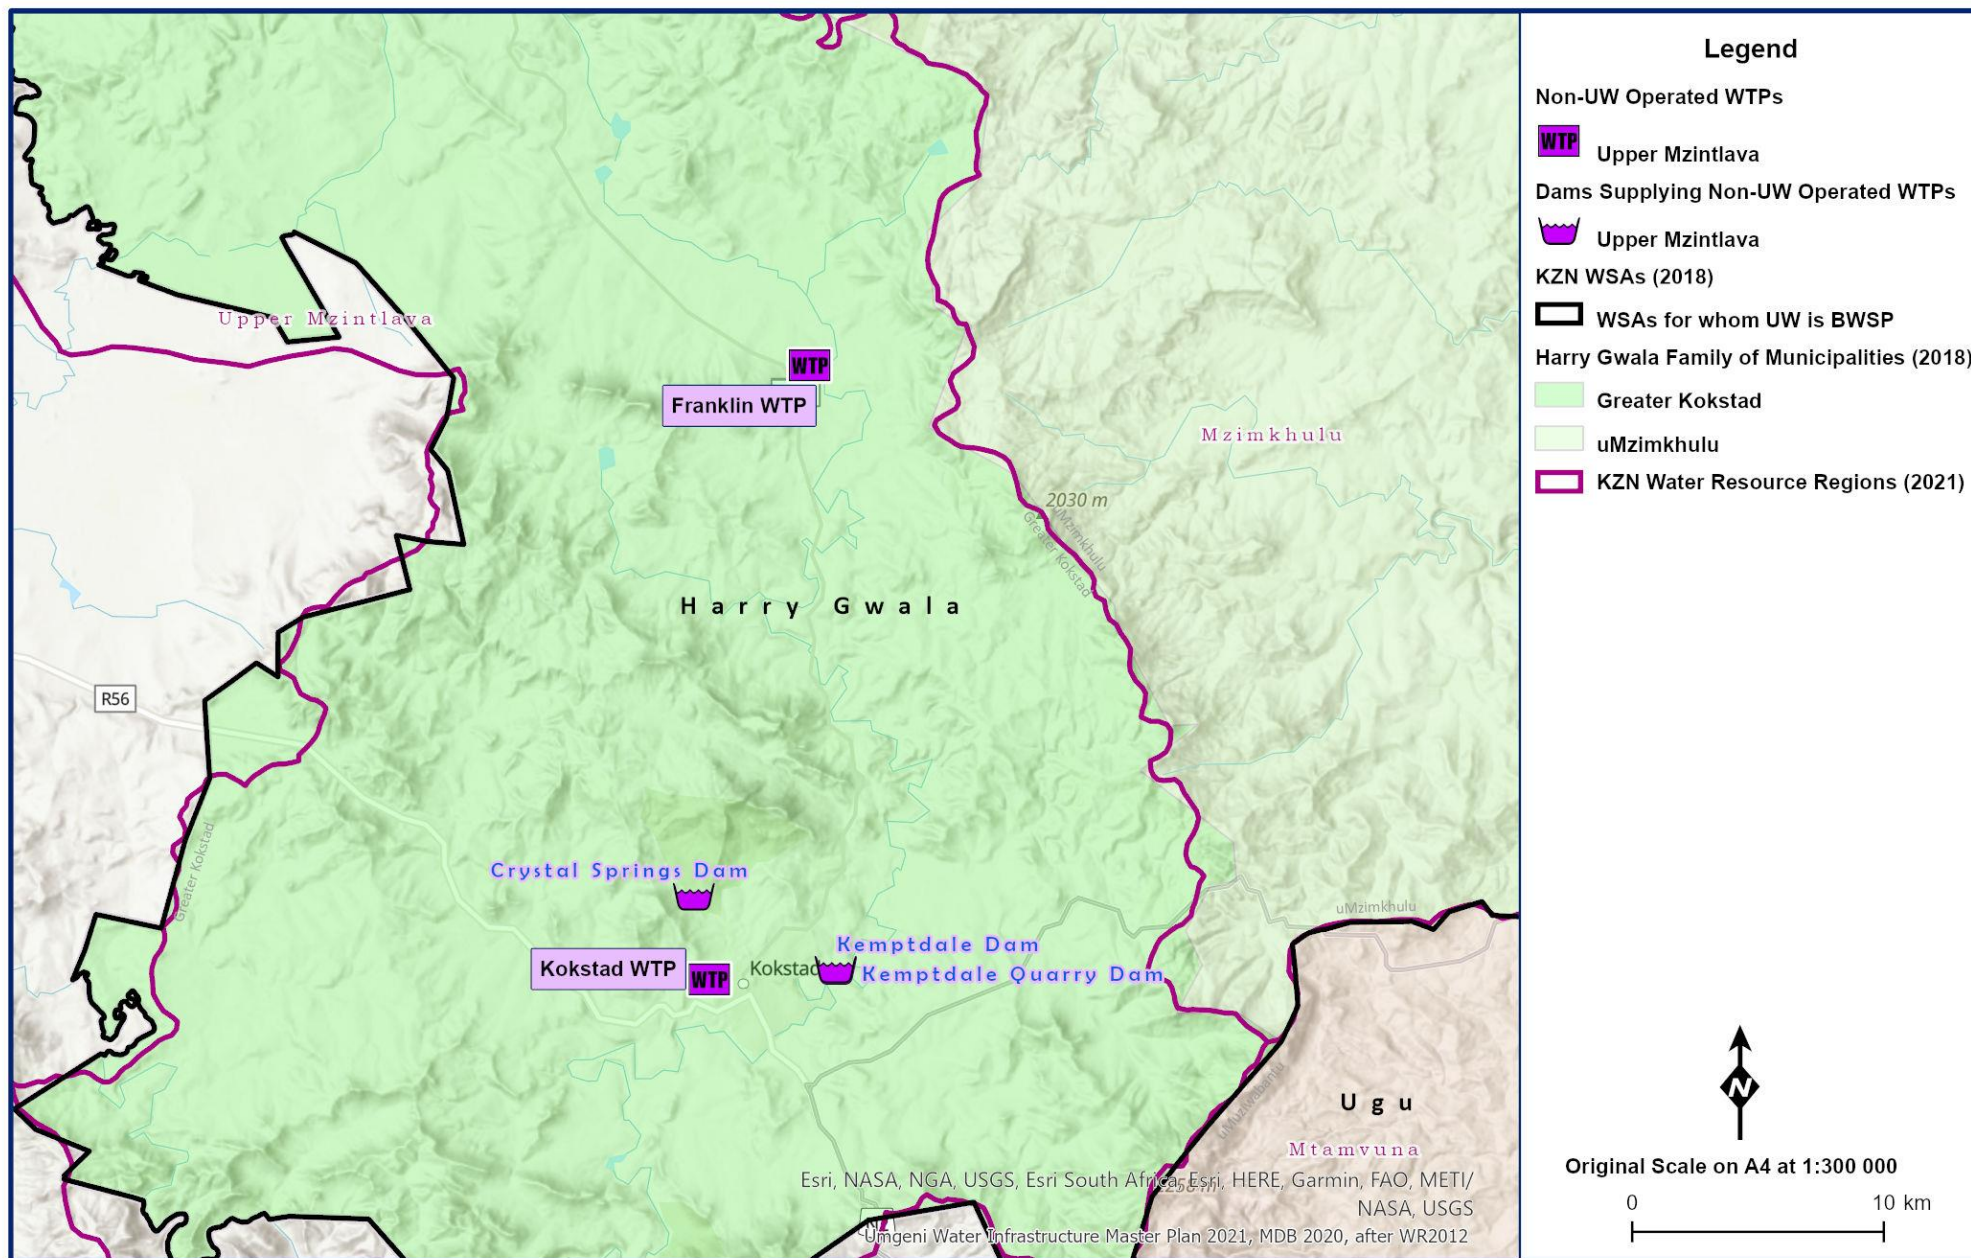 Upper Mzintlava
WTP
Franklin WTP
Mzimkhulu
2030 m
uMzimkhulu
Greater Kokstad
Harry Gwala
R56
Greater Kokstad
Crystal Springs Dam
uMzimkhulu
Kemptdale Dam
Kokstad WTP
WTP
Kokstad
Kemptdale Quarry Dam
uMuziwabantu
Ugu
Mtamvuna
Esri, NASA, NGA, USGS, Esri South Africa, Esri, HERE, Garmin, FAO, METI/
NASA, USGS
Umgeni Water Infrastructure Master Plan 2021, MDB 2020, after WR2012
Legend
Non-UW Operated WTPs
WTP Upper Mzintlava
Dams Supplying Non-UW Operated WTPs
Upper Mzintlava
KZN WSAs (2018)
WSAs for whom UW is BWSP
Harry Gwala Family of Municipalities (2018)
Greater Kokstad
uMzimkhulu
KZN Water Resource Regions (2021)
N
Original Scale on A4 at 1:300 000
0 10 km